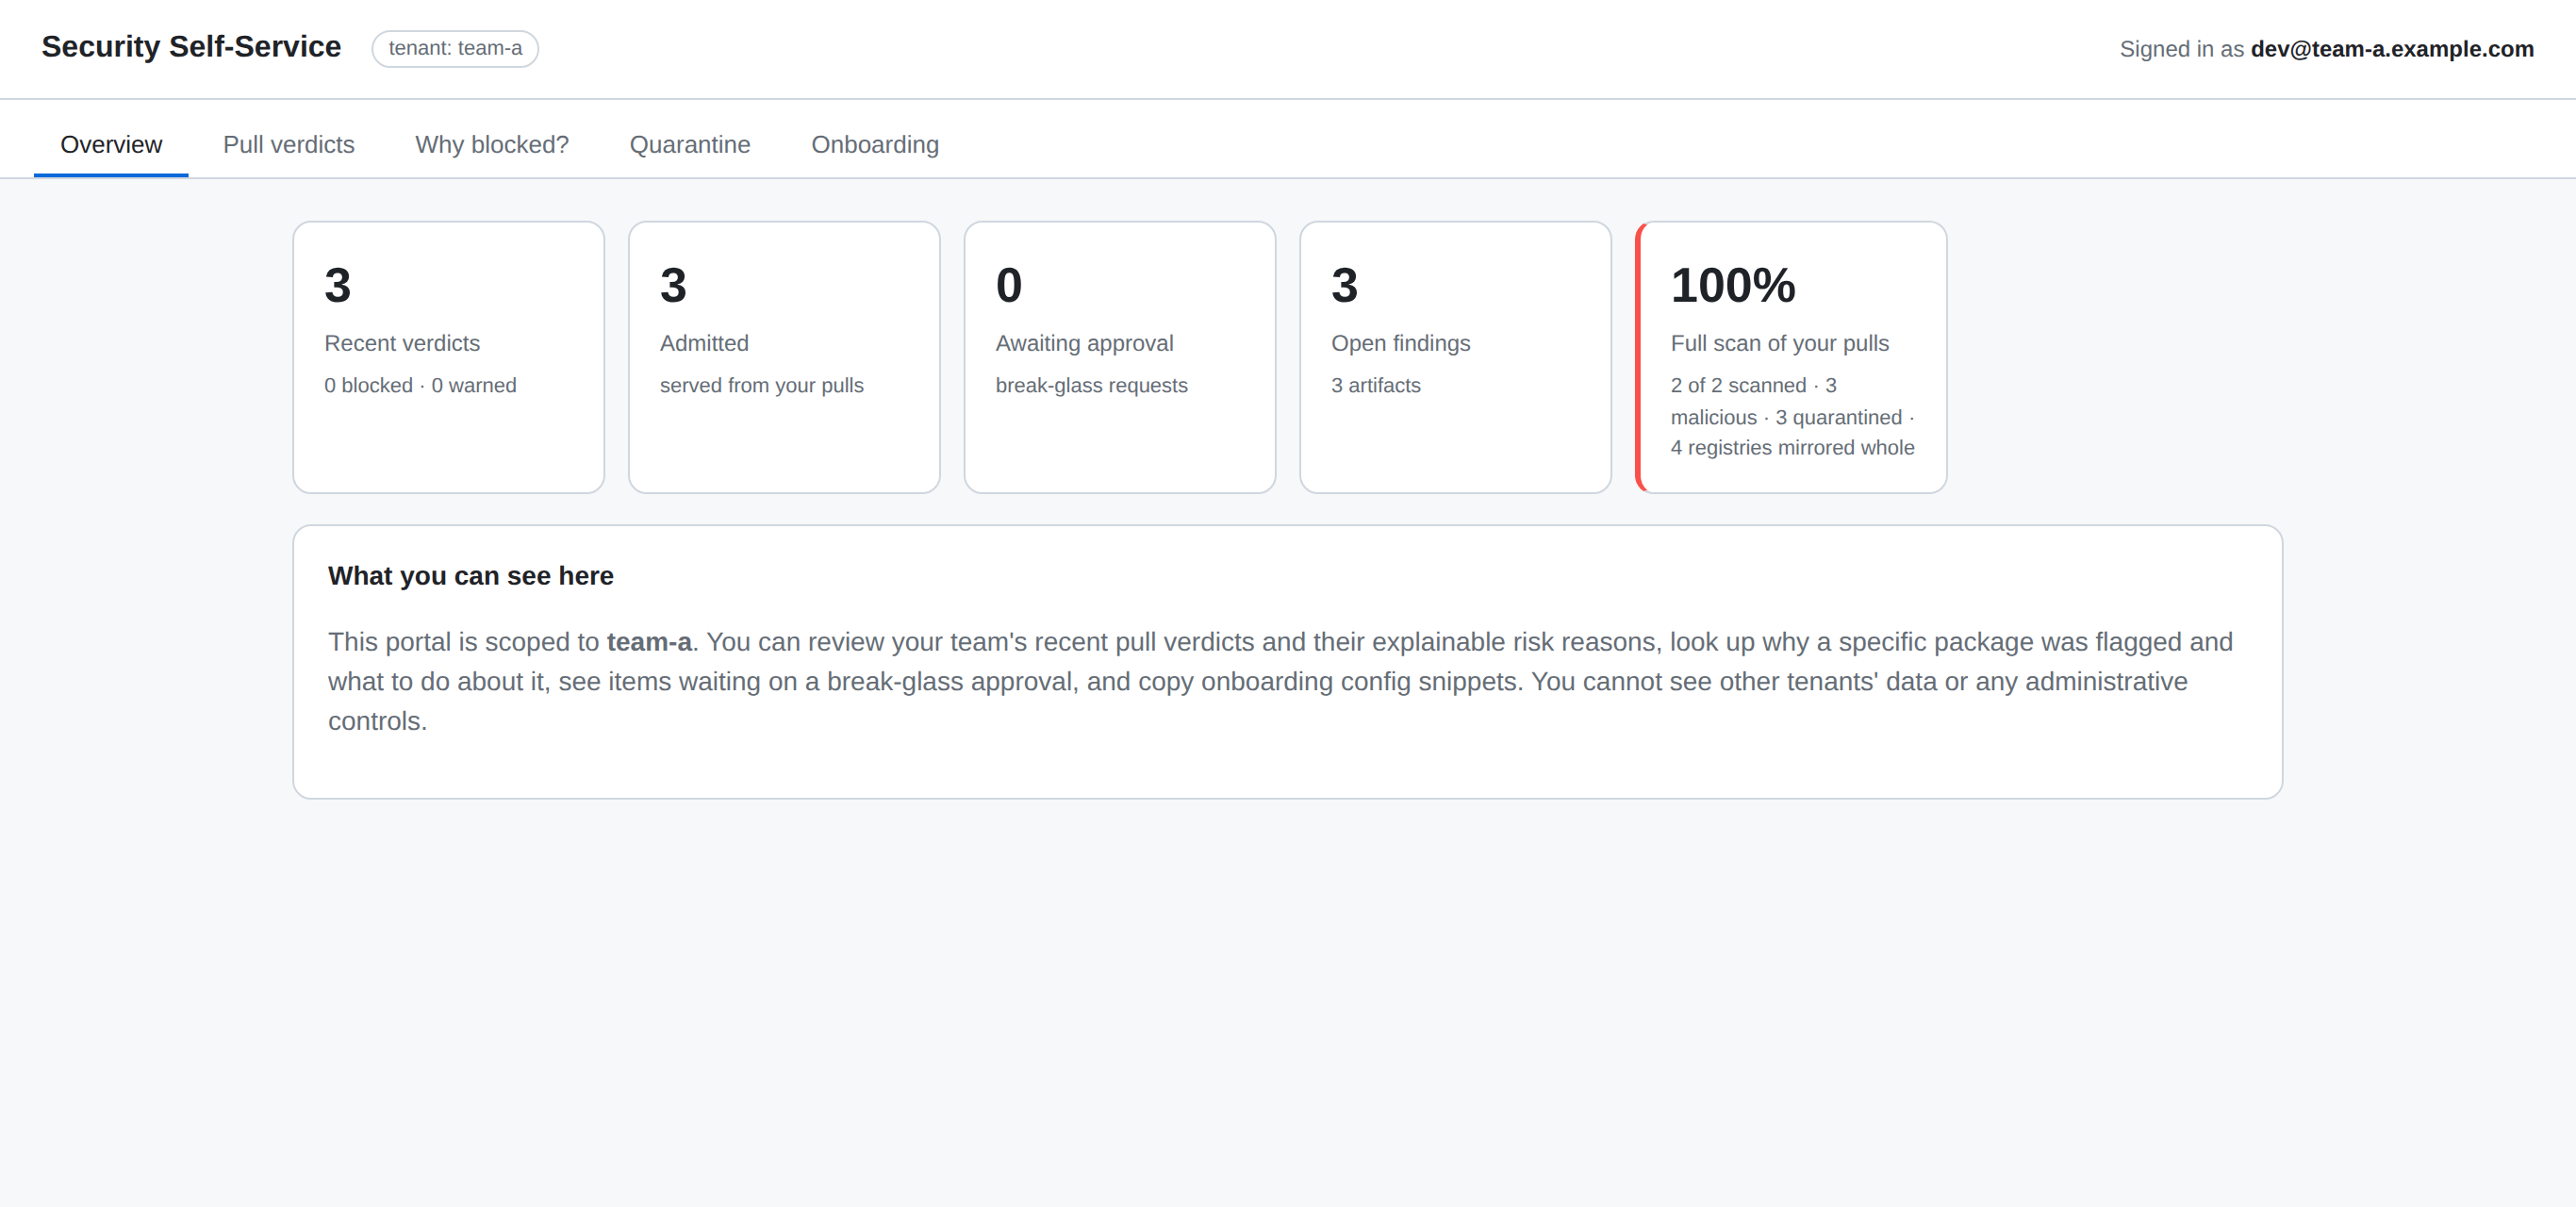 Security Self-Service tenant: team-a Signed in as dev@team-a.example.com
Overview Pull verdicts Why blocked? Quarantine Onboarding
3
Recent verdicts
0 blocked · 0 warned
3
Admitted
served from your pulls
0
Awaiting approval
break-glass requests
3
Open findings
3 artifacts
100%
Full scan of your pulls
2 of 2 scanned · 3
malicious · 3 quarantined ·
4 registries mirrored whole
What you can see here
This portal is scoped to team-a. You can review your team's recent pull verdicts and their explainable risk reasons, look up why a specific package was flagged and
what to do about it, see items waiting on a break-glass approval, and copy onboarding config snippets. You cannot see other tenants' data or any administrative
controls.